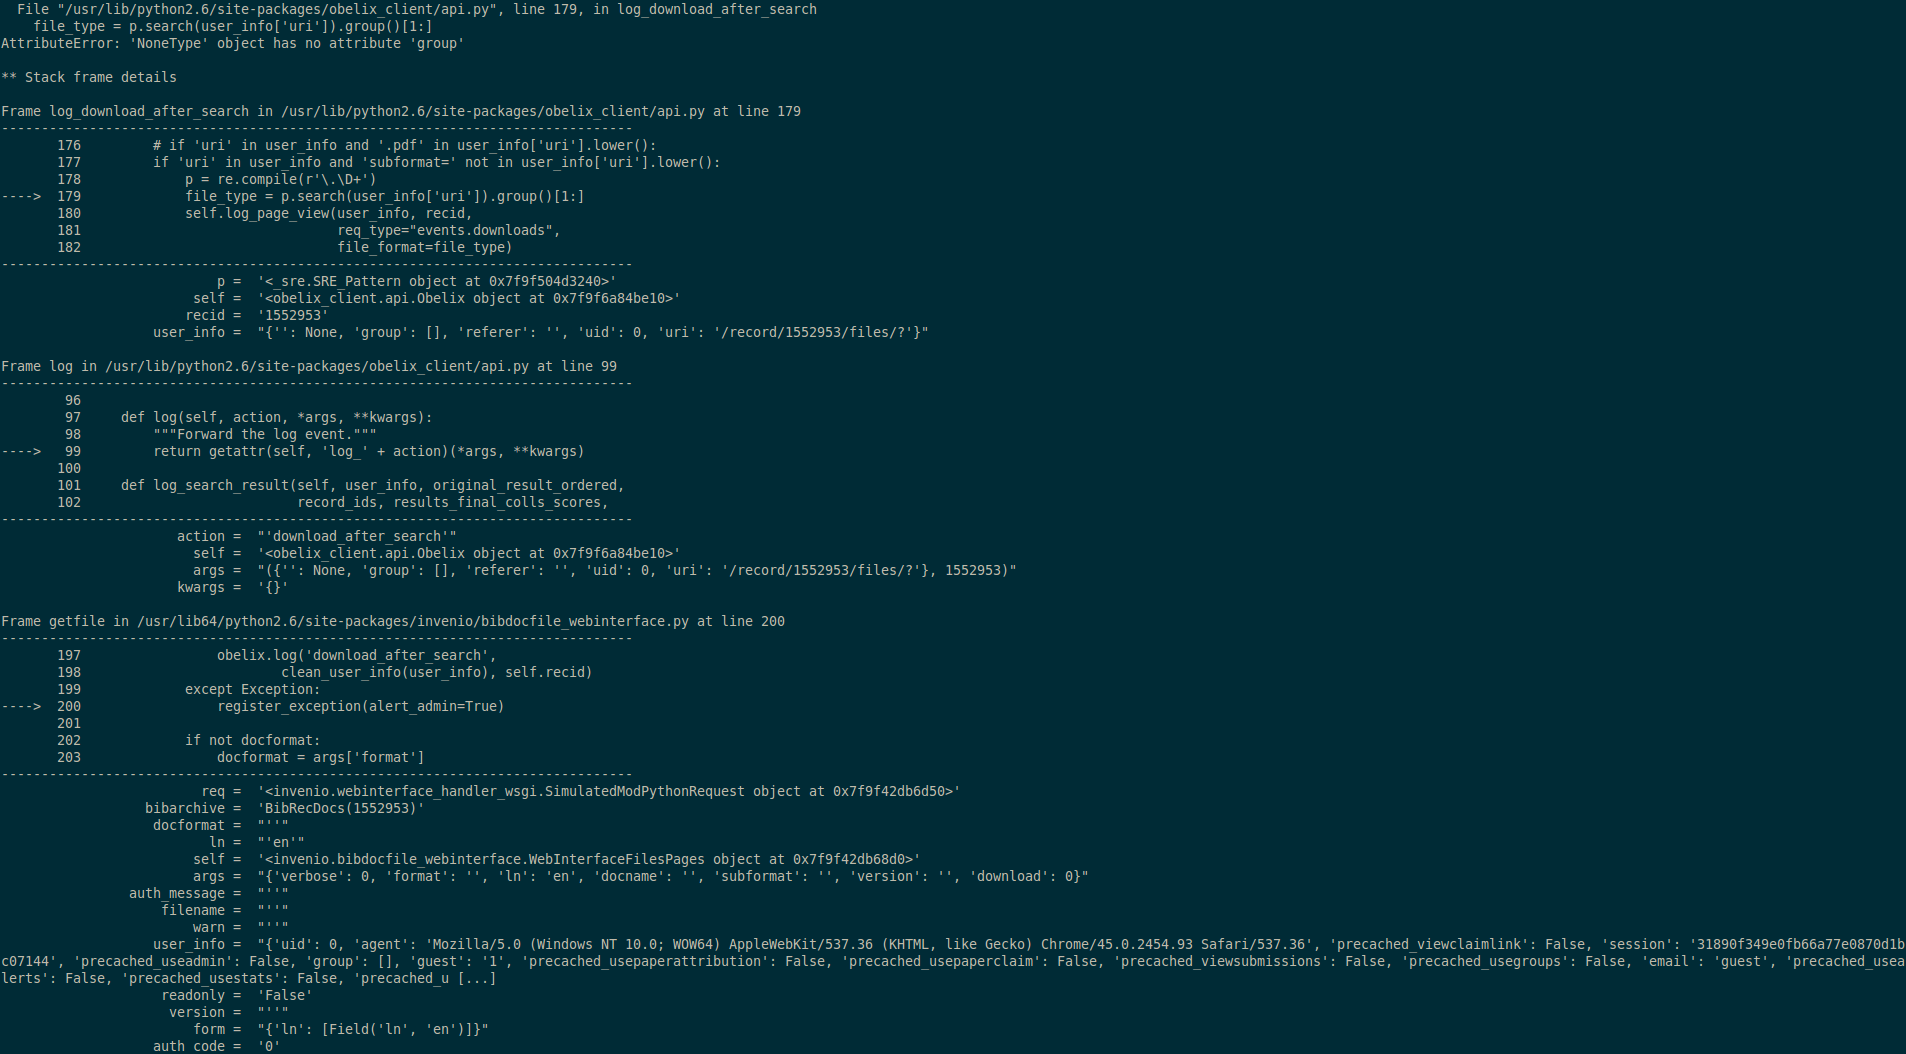 File "/usr/lib/python2.6/site-packages/obelix_client/api.py", line 179, in log_download_after_search
    file_type = p.search(user_info['uri']).group()[1:]
AttributeError: 'NoneType' object has no attribute 'group'

** Stack frame details

Frame log_download_after_search in /usr/lib/python2.6/site-packages/obelix_client/api.py at line 179
-------------------------------------------------------------------------------
       176         # if 'uri' in user_info and '.pdf' in user_info['uri'].lower():
       177         if 'uri' in user_info and 'subformat=' not in user_info['uri'].lower():
       178             p = re.compile(r'\.\D+')
---->  179             file_type = p.search(user_info['uri']).group()[1:]
       180             self.log_page_view(user_info, recid,
       181                                req_type="events.downloads",
       182                                file_format=file_type)
-------------------------------------------------------------------------------
                           p =  '<_sre.SRE_Pattern object at 0x7f9f504d3240>'
                        self =  '<obelix_client.api.Obelix object at 0x7f9f6a84be10>'
                       recid =  '1552953'
                   user_info =  "{'': None, 'group': [], 'referer': '', 'uid': 0, 'uri': '/record/1552953/files/?'}"

Frame log in /usr/lib/python2.6/site-packages/obelix_client/api.py at line 99
-------------------------------------------------------------------------------
        96
        97     def log(self, action, *args, **kwargs):
        98         """Forward the log event."""
---->   99         return getattr(self, 'log_' + action)(*args, **kwargs)
       100
       101     def log_search_result(self, user_info, original_result_ordered,
       102                           record_ids, results_final_colls_scores,
-------------------------------------------------------------------------------
                      action =  "'download_after_search'"
                        self =  '<obelix_client.api.Obelix object at 0x7f9f6a84be10>'
                        args =  "({'': None, 'group': [], 'referer': '', 'uid': 0, 'uri': '/record/1552953/files/?'}, 1552953)"
                      kwargs =  '{}'

Frame getfile in /usr/lib64/python2.6/site-packages/invenio/bibdocfile_webinterface.py at line 200
-------------------------------------------------------------------------------
       197                 obelix.log('download_after_search',
       198                         clean_user_info(user_info), self.recid)
       199             except Exception:
---->  200                 register_exception(alert_admin=True)
       201
       202             if not docformat:
       203                 docformat = args['format']
-------------------------------------------------------------------------------
                         req =  '<invenio.webinterface_handler_wsgi.SimulatedModPythonRequest object at 0x7f9f42db6d50>'
                  bibarchive =  'BibRecDocs(1552953)'
                   docformat =  "''"
                          ln =  "'en'"
                        self =  '<invenio.bibdocfile_webinterface.WebInterfaceFilesPages object at 0x7f9f42db68d0>'
                        args =  "{'verbose': 0, 'format': '', 'ln': 'en', 'docname': '', 'subformat': '', 'version': '', 'download': 0}"
                auth_message =  "''"
                    filename =  "''"
                        warn =  "''"
                   user_info =  "{'uid': 0, 'agent': 'Mozilla/5.0 (Windows NT 10.0; WOW64) AppleWebKit/537.36 (KHTML, like Gecko) Chrome/45.0.2454.93 Safari/537.36', 'precached_viewclaimlink': False, 'session': '31890f349e0fb66a77e0870d1b
c07144', 'precached_useadmin': False, 'group': [], 'guest': '1', 'precached_usepaperattribution': False, 'precached_usepaperclaim': False, 'precached_viewsubmissions': False, 'precached_usegroups': False, 'email': 'guest', 'precached_usea
lerts': False, 'precached_usestats': False, 'precached_u [...]
                    readonly =  'False'
                     version =  "''"
                        form =  "{'ln': [Field('ln', 'en')]}"
                   auth_code =  '0'